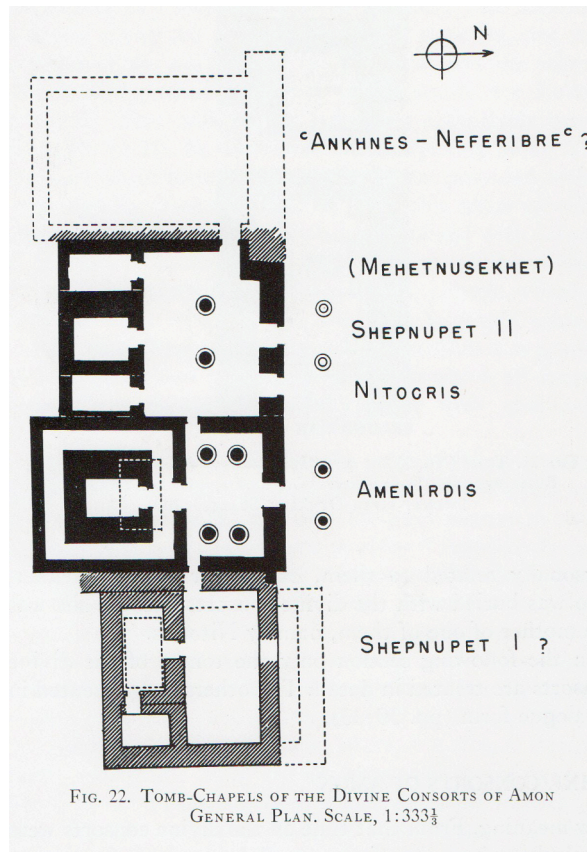 N
ᶜANKHNES – NEFERIBREᶜ ?
(MEHETNUSEKHET)
SHEPNUPET II
NITOCRIS
AMENIRDIS
SHEPNUPET I ?
FIG. 22. TOMB-CHAPELS OF THE DIVINE CONSORTS OF AMON
GENERAL PLAN. SCALE, 1:333⅓